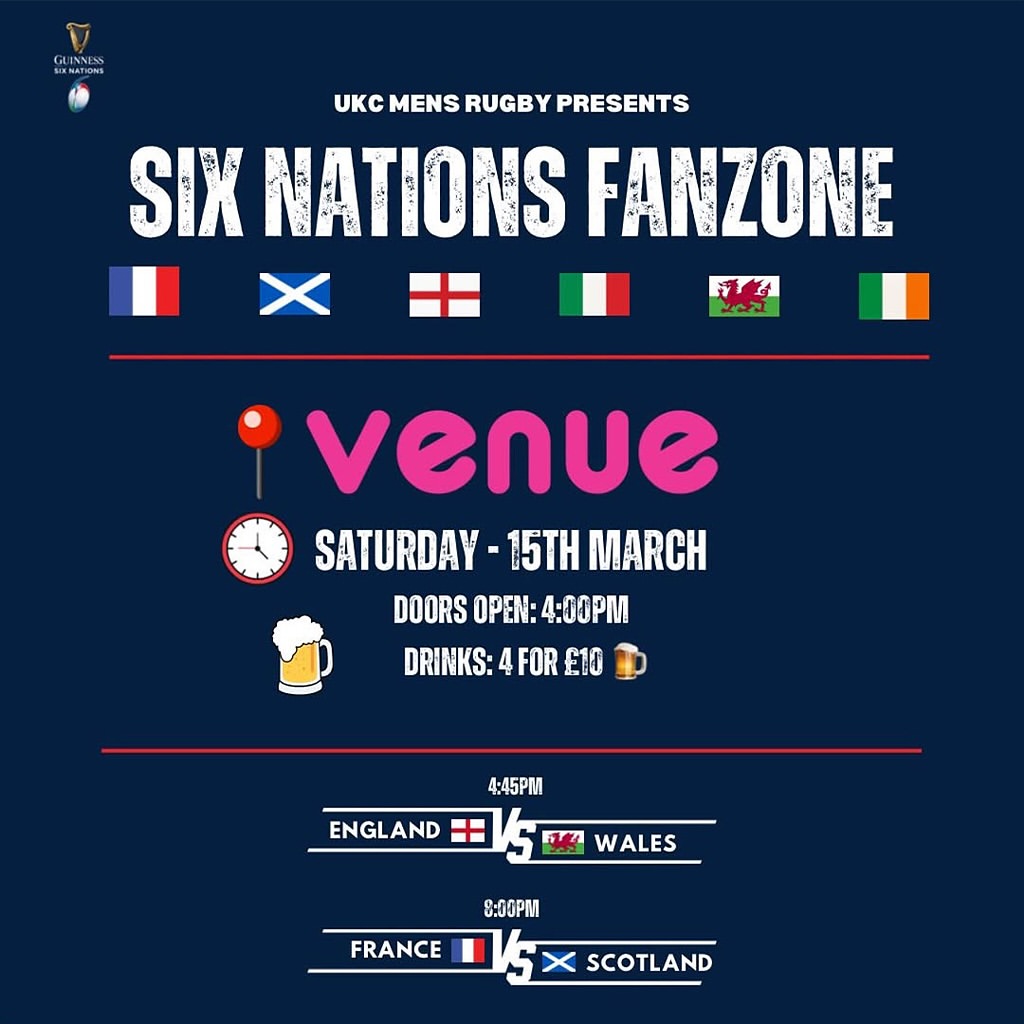 GUINNESS
SIX NATIONS
UKC MENS RUGBY PRESENTS
SIX NATIONS FANZONE
venue
SATURDAY - 15TH MARCH
DOORS OPEN: 4:00PM
DRINKS: 4 FOR £10
4:45PM
ENGLAND VS WALES
8:00PM
FRANCE VS SCOTLAND